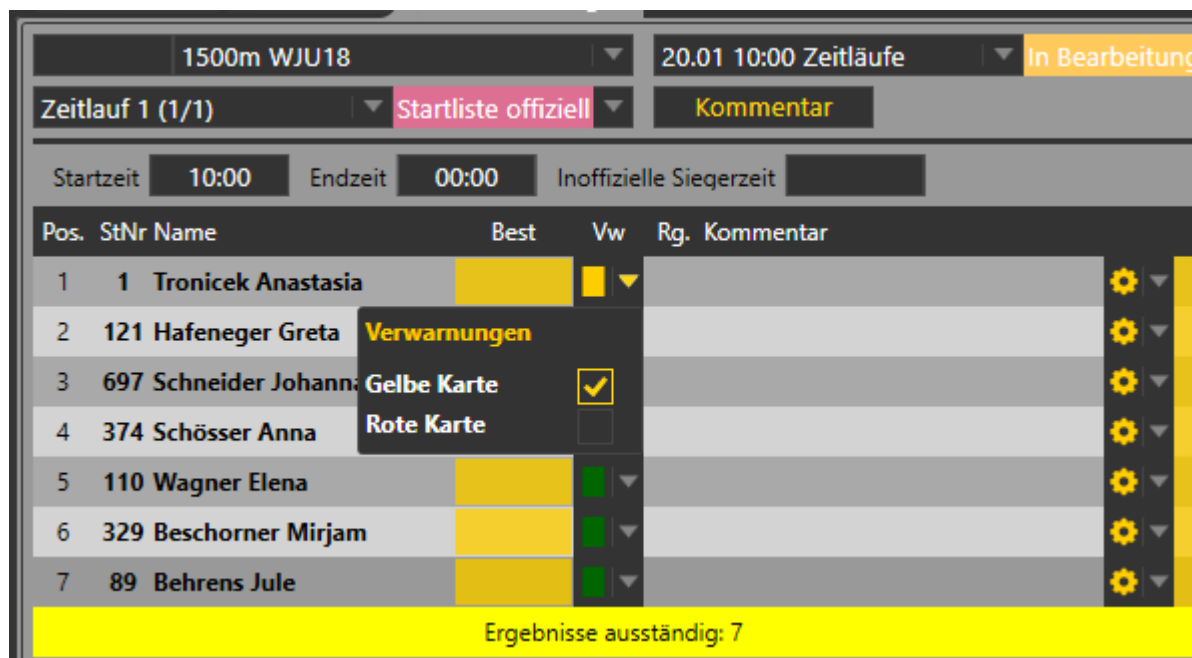 1500m WJU18 20.01 10:00 Zeitläufe In Bearbeitung
Zeitlauf 1 (1/1) Startliste offiziell Kommentar
Startzeit 10:00 Endzeit 00:00 Inoffizielle Siegerzeit
Pos. StNr Name Best Vw Rg. Kommentar
1 1 Tronicek Anastasia
2 121 Hafeneger Greta
3 697 Schneider Johanna
4 374 Schösser Anna
Verwarnungen
Gelbe Karte
Rote Karte
5 110 Wagner Elena
6 329 Beschorner Mirjam
7 89 Behrens Jule
Ergebnisse ausständig: 7